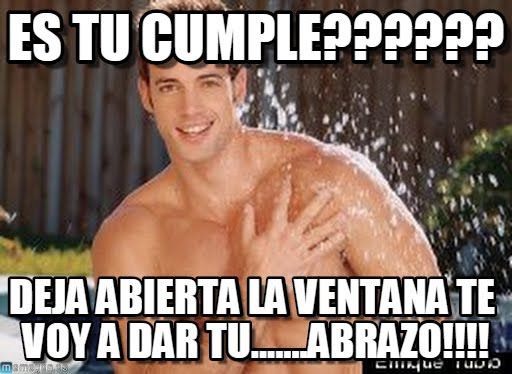 ES TU CUMPLE??????
DEJA ABIERTA LA VENTANA TE
VOY A DAR TU.......ABRAZO!!!!